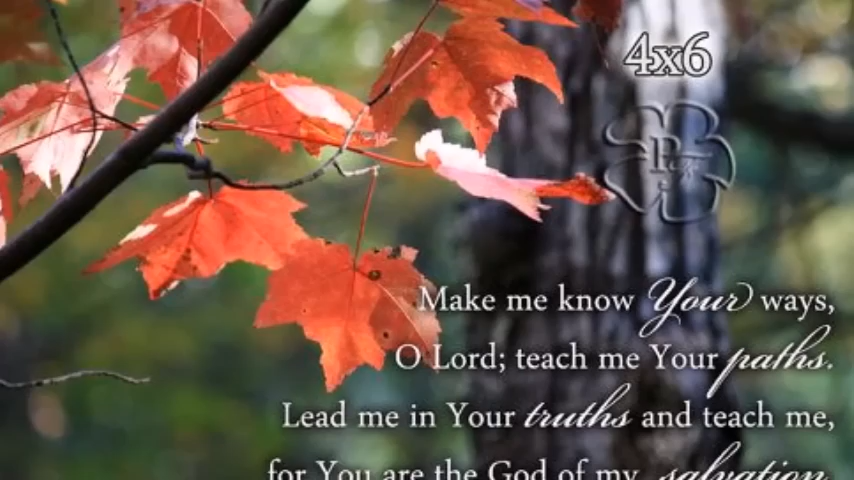 4x6
Make me know Your ways,
O Lord; teach me Your paths.
Lead me in Your truths and teach me,
for You are the God of my salvation